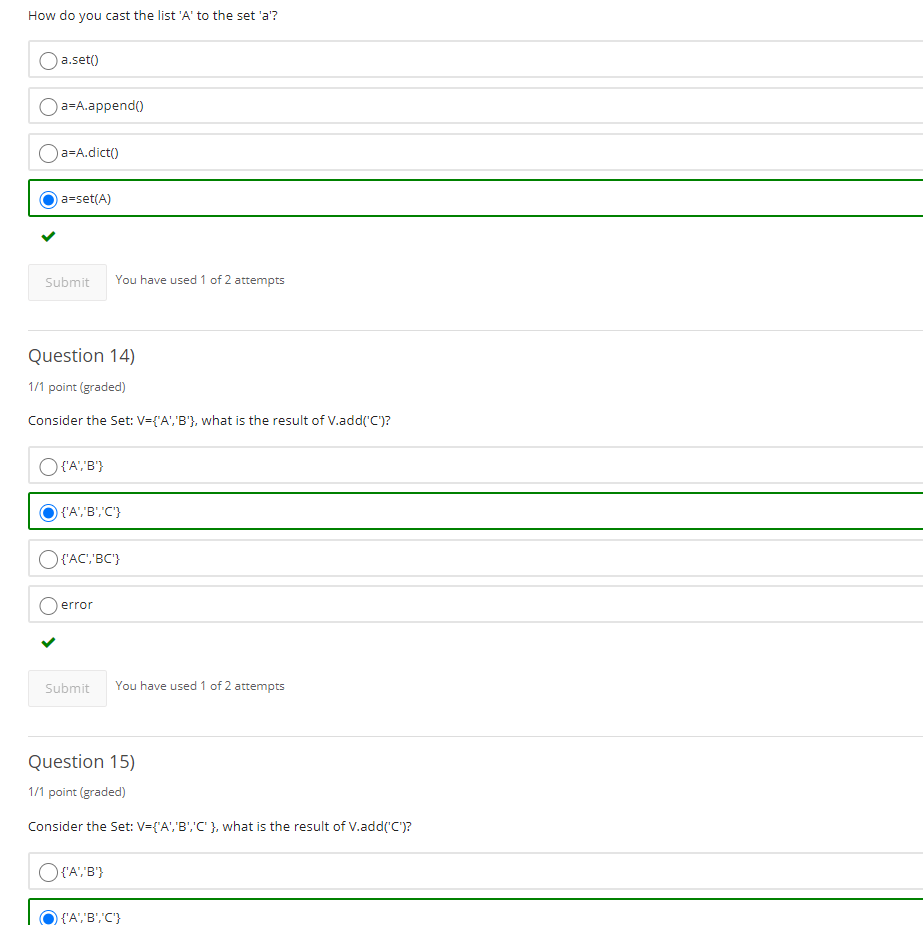 How do you cast the list 'A' to the set 'a'?
a.set()
a=A.append()
a=A.dict()
a=set(A)
Submit You have used 1 of 2 attempts
Question 14)
1/1 point (graded)
Consider the Set: V={'A','B'}, what is the result of V.add('C')?
{'A','B'}
{'A','B','C'}
{'AC','BC'}
error
Submit You have used 1 of 2 attempts
Question 15)
1/1 point (graded)
Consider the Set: V={'A','B','C' }, what is the result of V.add('C')?
{'A','B'}
{'A','B','C'}